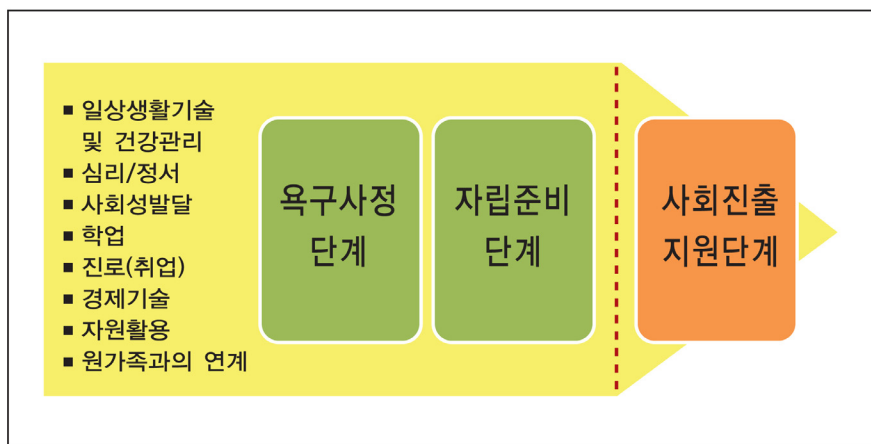 ■ 일상생활기술
및 건강관리
■ 심리/정서
■ 사회성발달
■ 학업
■ 진로(취업)
■ 경제기술
■ 자원활용
■ 원가족과의 연계
욕구사정
단계
자립준비
단계
사회진출
지원단계